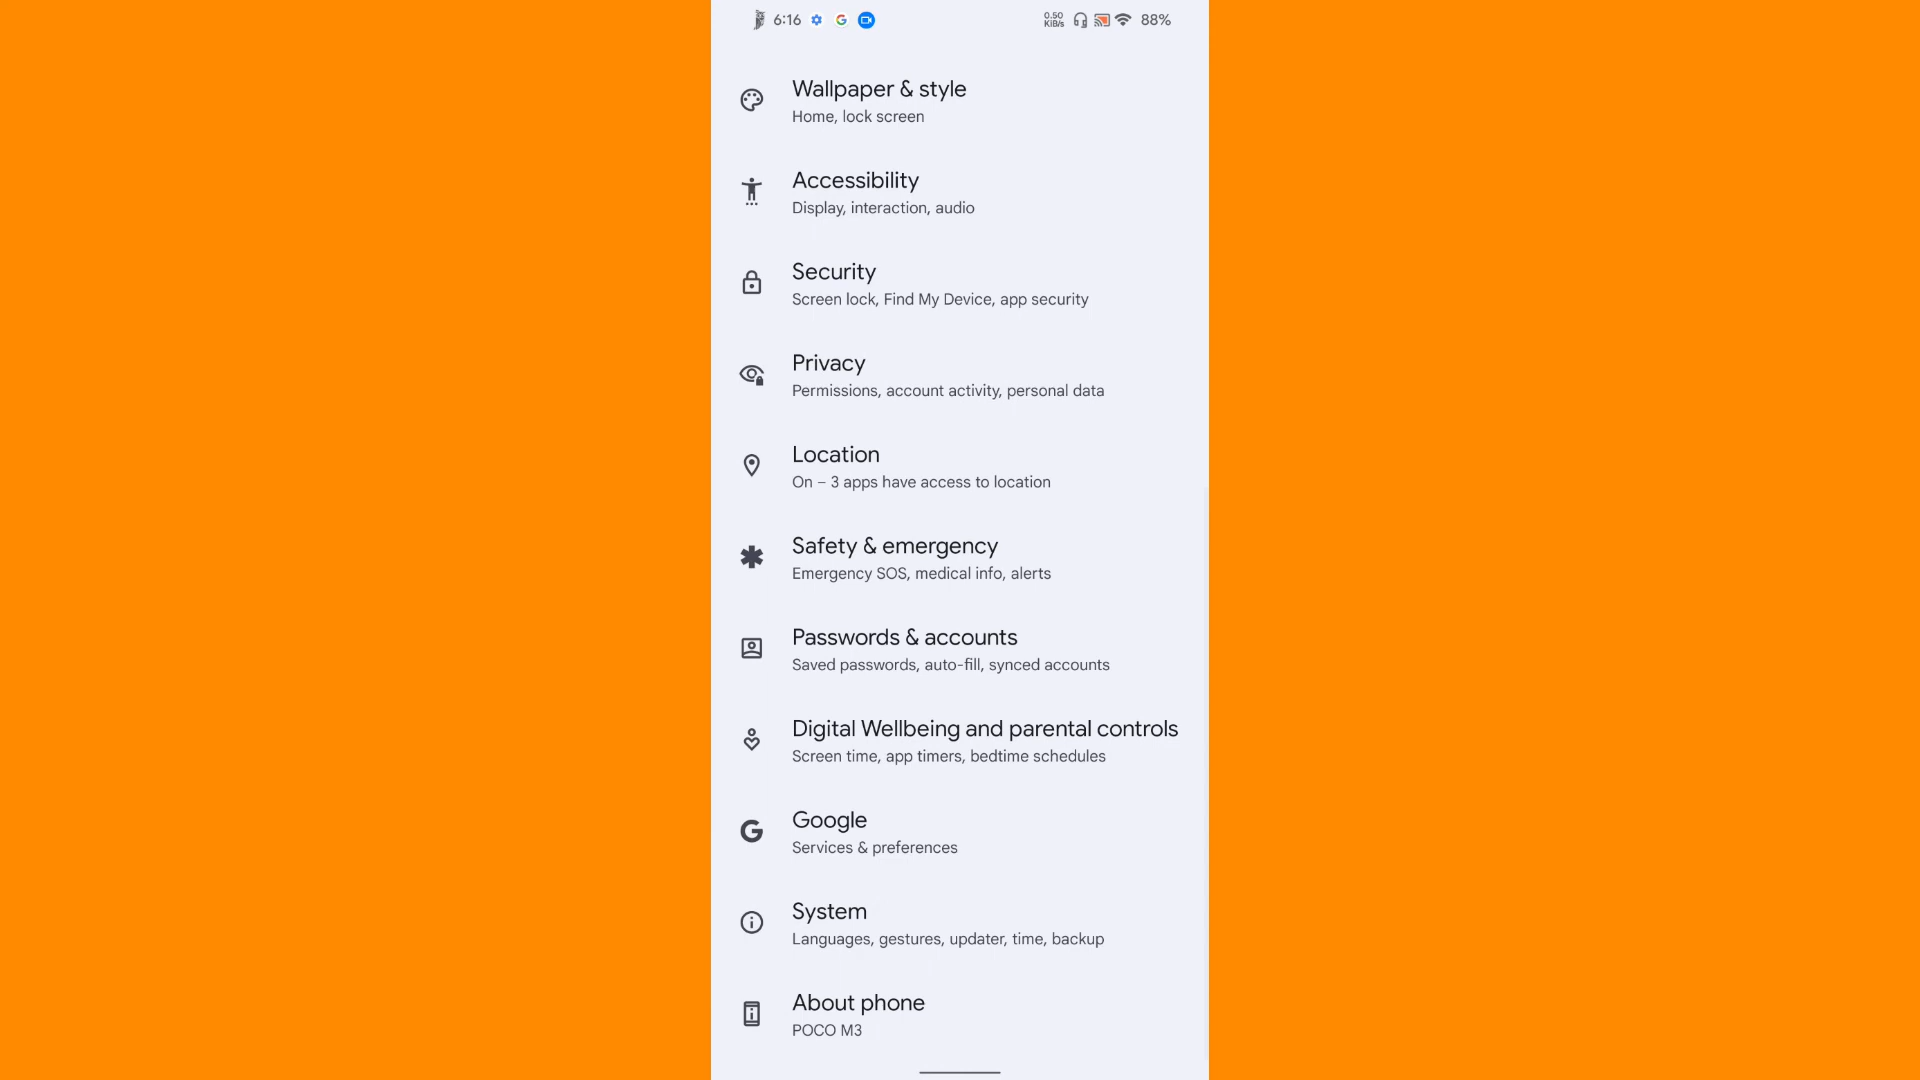 6:16
0.50
KiB/s
88%
Wallpaper & style
Home, lock screen
Accessibility
Display, interaction, audio
Security
Screen lock, Find My Device, app security
Privacy
Permissions, account activity, personal data
Location
On – 3 apps have access to location
Safety & emergency
Emergency SOS, medical info, alerts
Passwords & accounts
Saved passwords, auto-fill, synced accounts
Digital Wellbeing and parental controls
Screen time, app timers, bedtime schedules
Google
Services & preferences
System
Languages, gestures, updater, time, backup
About phone
POCO M3